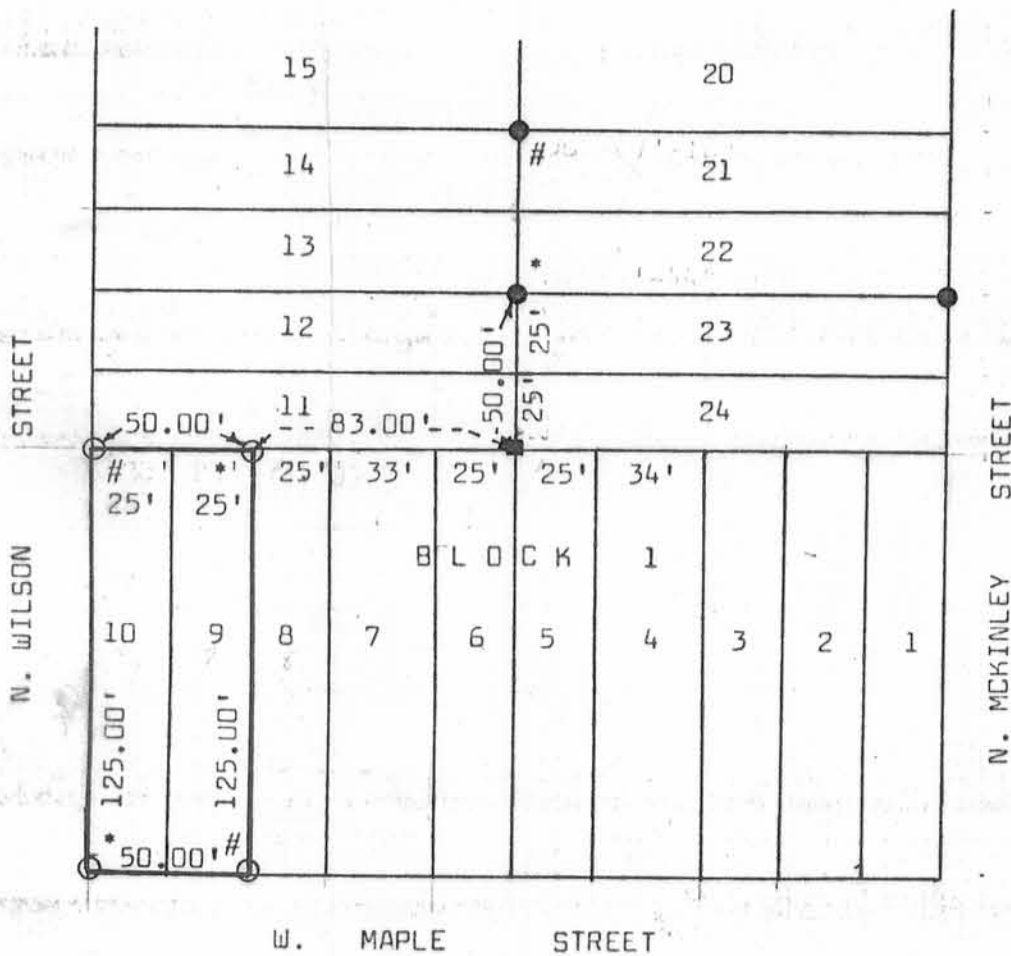 15 20
14 # 21
13 22
*
12 50.00' 25' 23
50.00' 11 83.00' 25' 24
# ' *'
25' 25' 25' 33' 25' 25' 34'
BLOCK 1
10 9 8 7 6 5 4 3 2 1
125.00' 125.00'
* 50.00' #
N. WILSON STREET
N. MCKINLEY STREET
W. MAPLE STREET